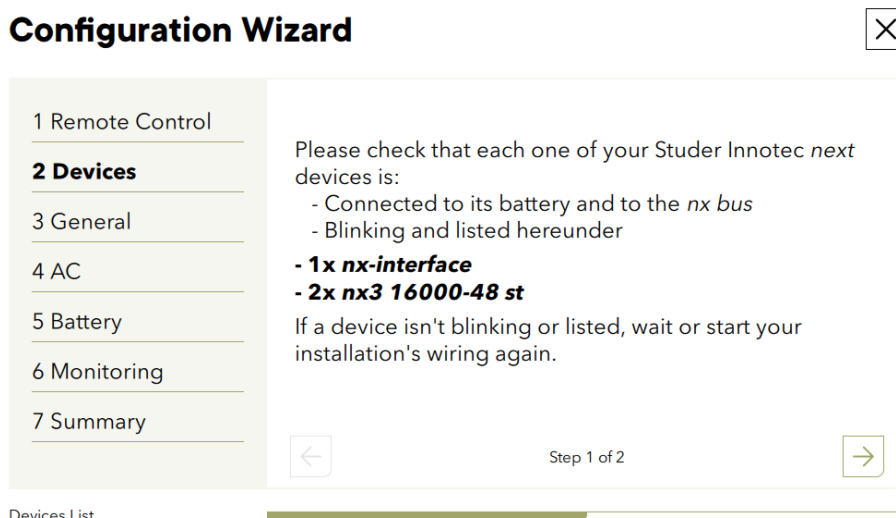 Configuration Wizard
1 Remote Control
2 Devices
3 General
4 AC
5 Battery
6 Monitoring
7 Summary
Please check that each one of your Studer Innotec next
devices is:
- Connected to its battery and to the nx bus
- Blinking and listed hereunder
- 1x nx-interface
- 2x nx3 16000-48 st
If a device isn't blinking or listed, wait or start your
installation's wiring again.
Step 1 of 2
Devices List